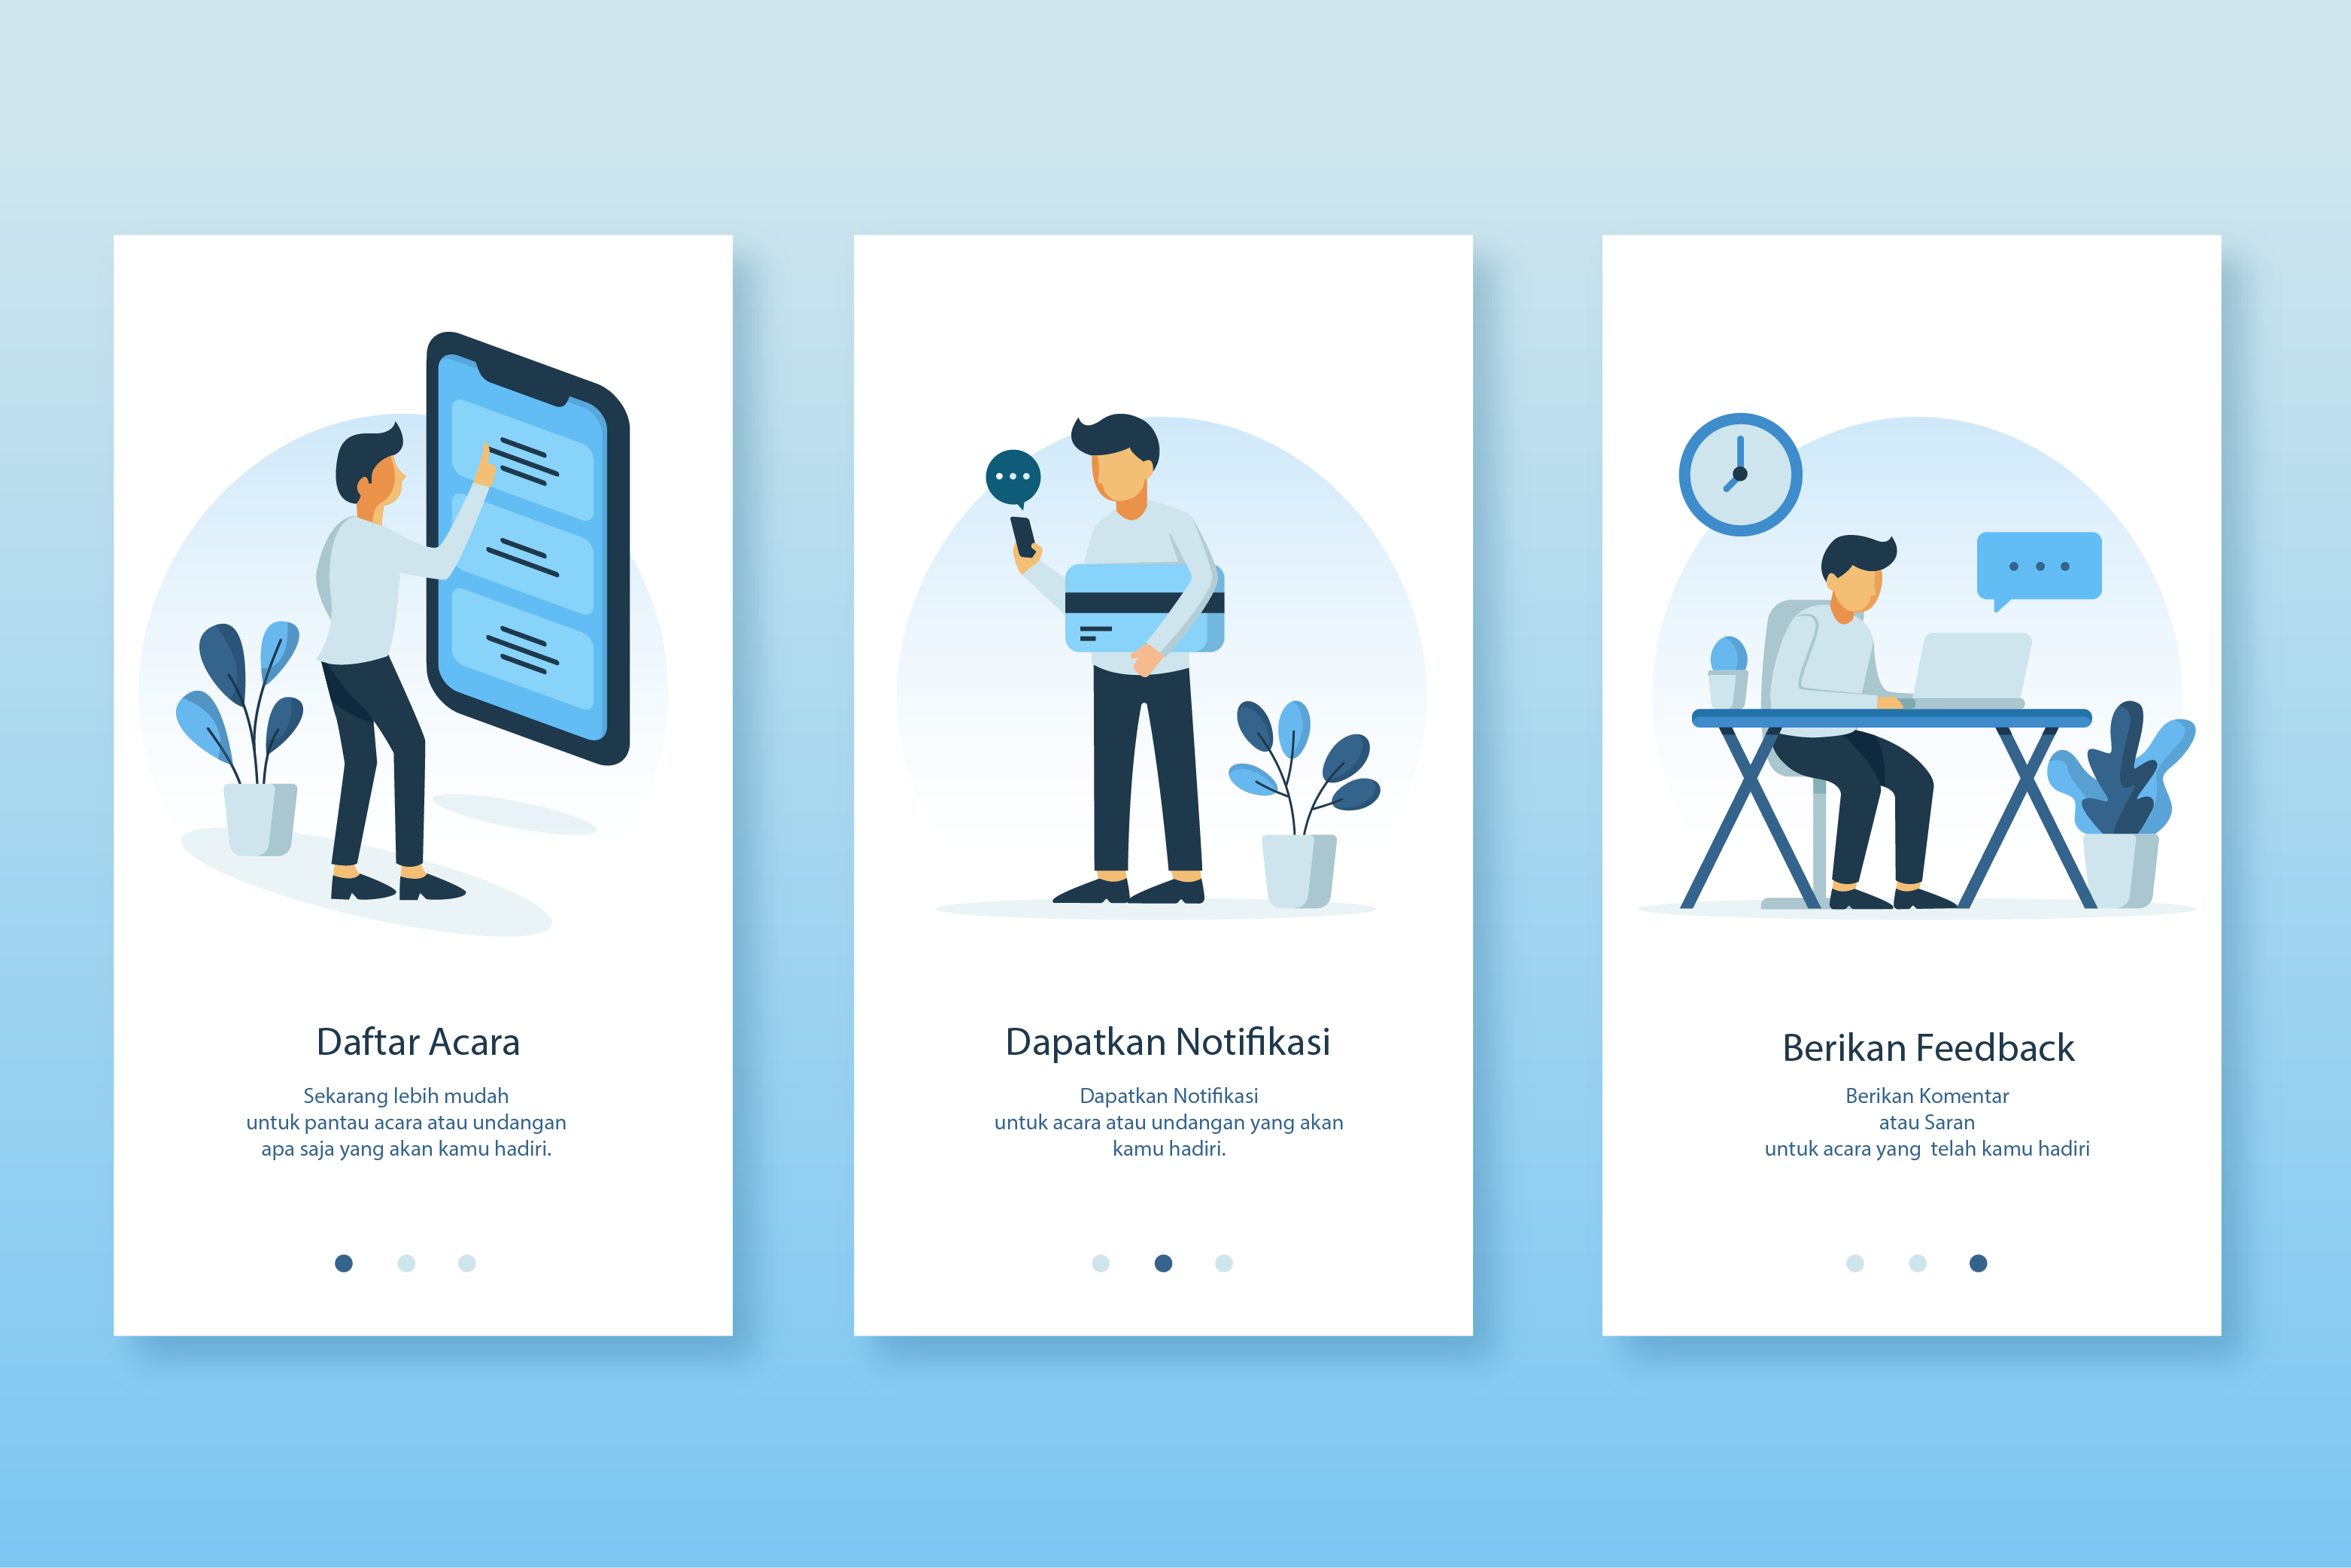 Daftar Acara
Sekarang lebih mudah
untuk pantau acara atau undangan
apa saja yang akan kamu hadiri.
Dapatkan Notifikasi
Dapatkan Notifikasi
untuk acara atau undangan yang akan
kamu hadiri.
Berikan Feedback
Berikan Komentar
atau Saran
untuk acara yang  telah kamu hadiri